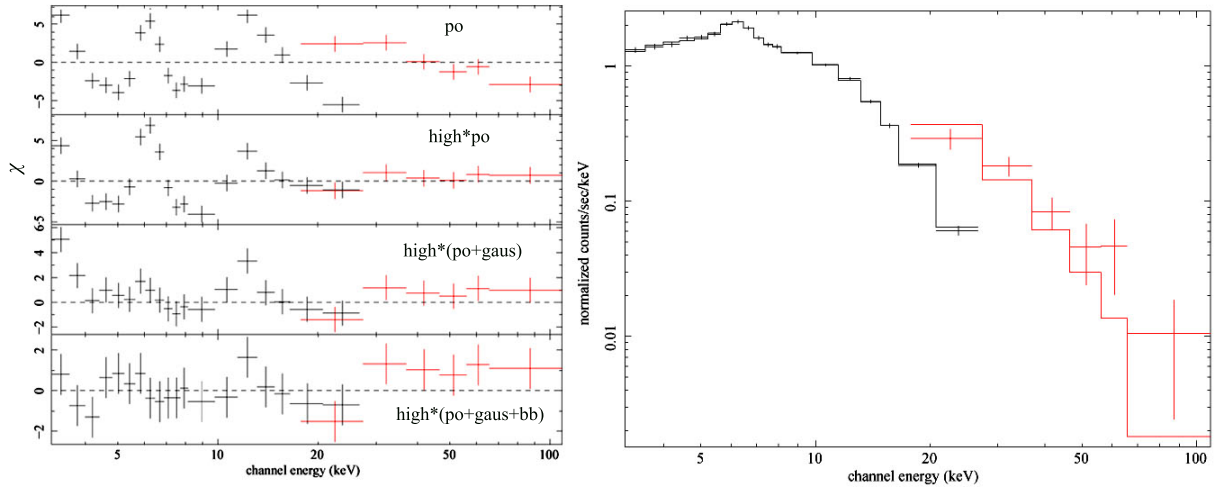 po
5
0
-5
high*po
5
0
-5
χ
high*(po+gaus)
6
4
2
0
-2
high*(po+gaus+bb)
2
0
-2
5 10 20 50 100
channel energy (keV)
normalized counts/sec/keV
1
0.1
0.01
5 10 20 50 100
channel energy (keV)